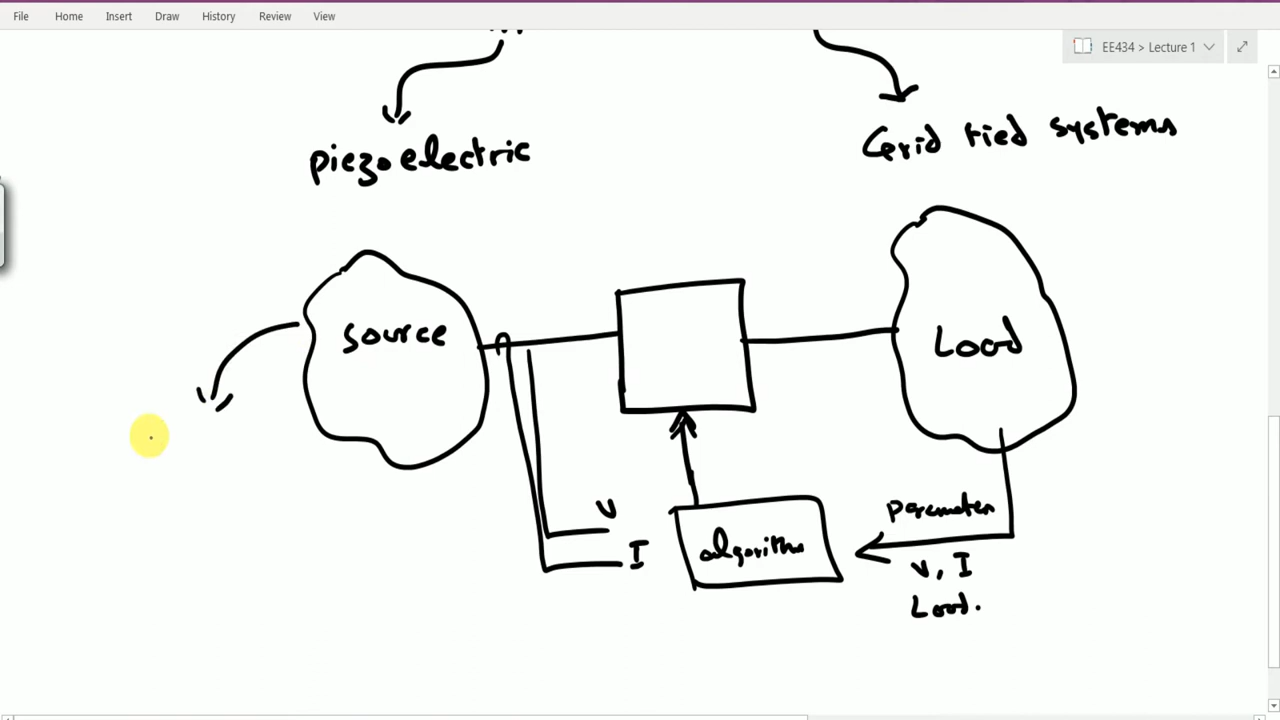 File Home Insert Draw History Review View
EE434 > Lecture 1
piezoelectric
Grid tied systems
source
Load
V
I
algorithm
parameter
V, I
Load.